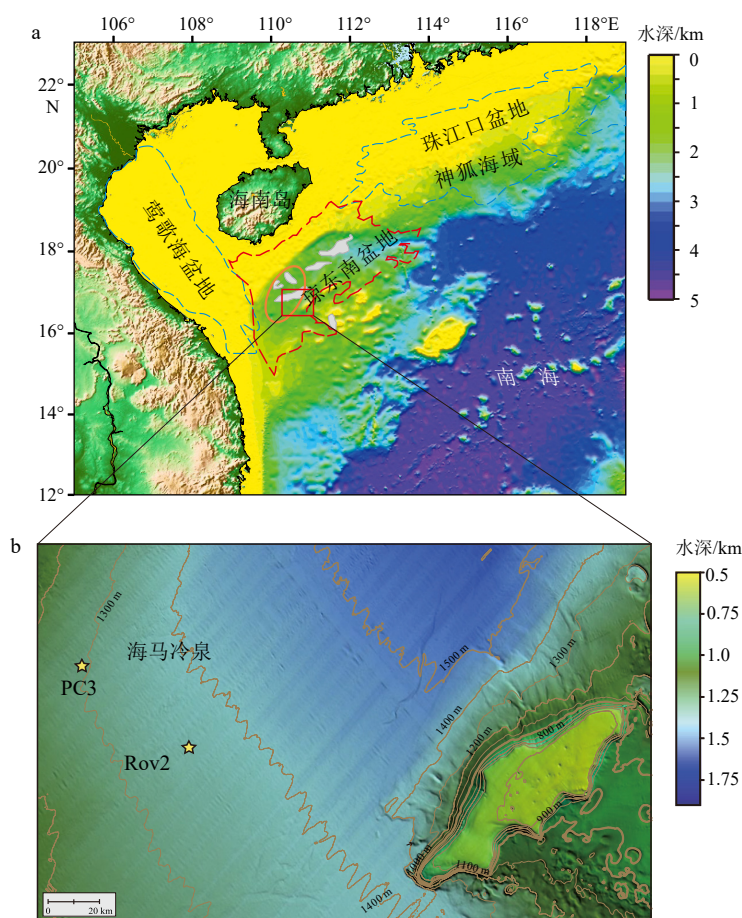 106° 108° 110° 112° 114° 116° 118°E
水深/km
a
22°
N
20°
18°
16°
14°
12°
0
1
2
3
4
5
珠江口盆地
神狐海域
海南岛
莺歌海盆地
琼东南盆地
南 海
b
水深/km
0.5
0.75
1.0
1.25
1.5
1.75
1300 m
海马冷泉
PC3
Rov2
1500 m
1300 m
1400 m
1200 m
800 m
900 m
1000 m
1100 m
1400 m
0 20 km